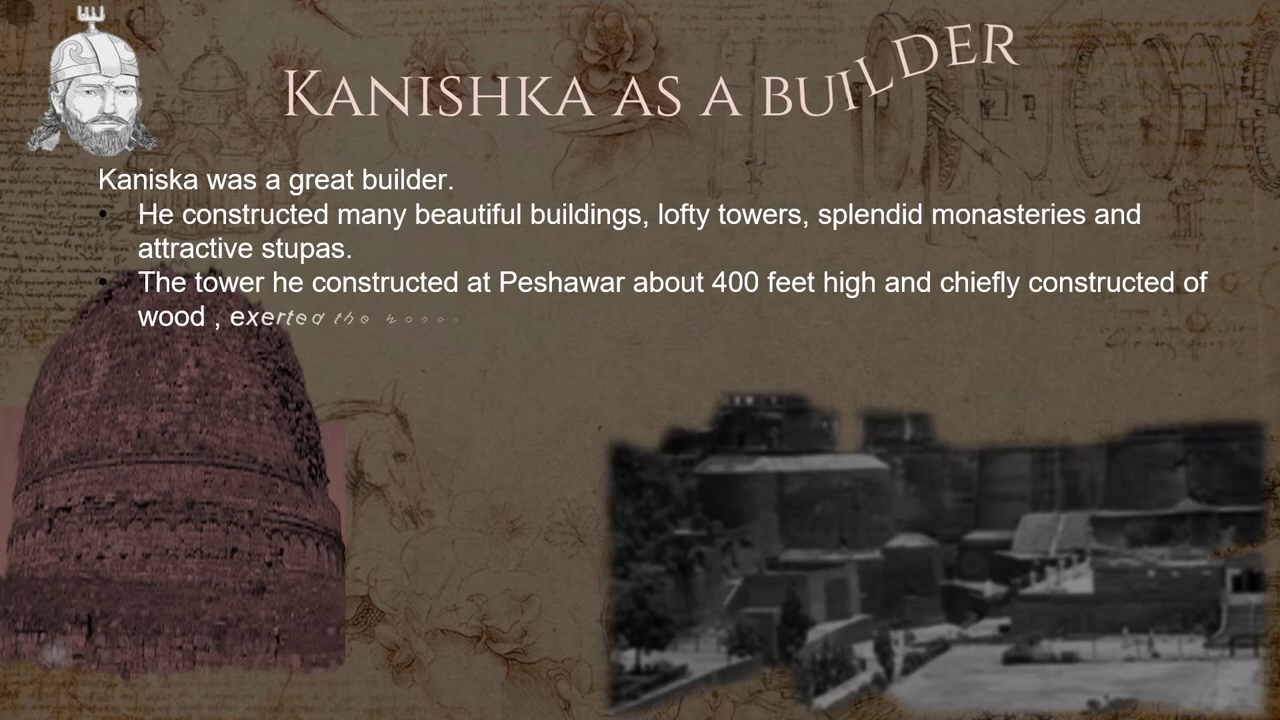 KANISHKA AS A BUILDER
Kaniska was a great builder.
• He constructed many beautiful buildings, lofty towers, splendid monasteries and
attractive stupas.
• The tower he constructed at Peshawar about 400 feet high and chiefly constructed of
wood , exerted the